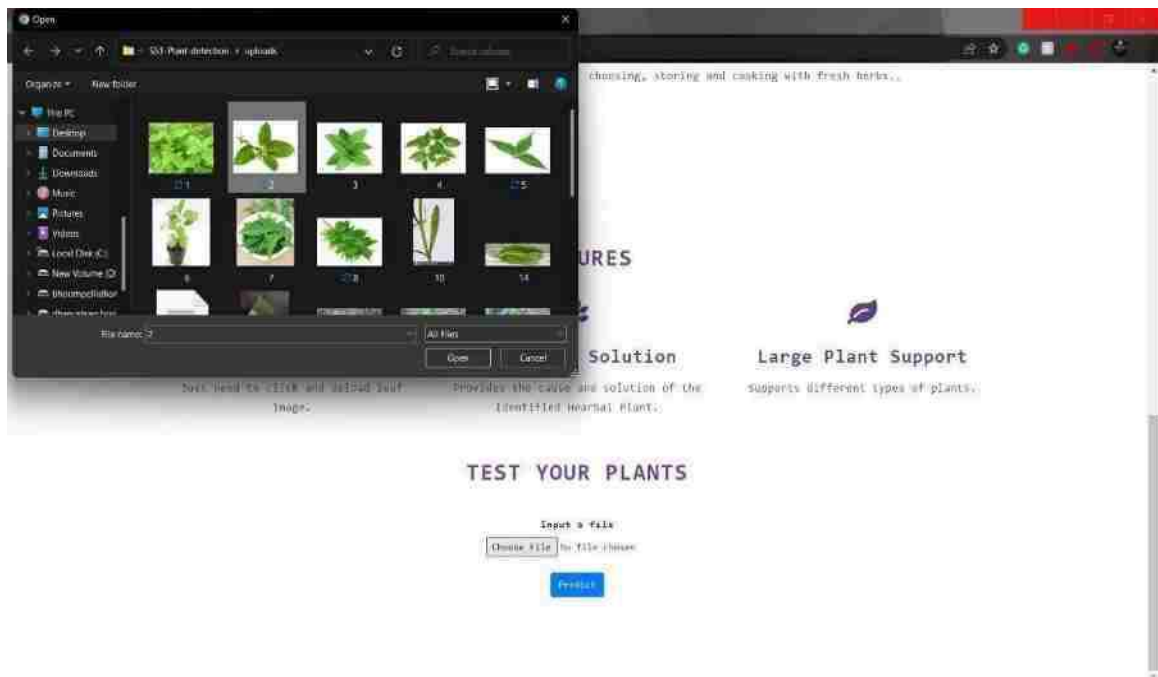 Open
uploads
Organize
New folder
This PC
Desktop
Documents
Downloads
Music
Pictures
Videos
Local Disk (C:)
New Volume (D:
1
2
3
4
5
6
7
8
10
14
File name: 2
All Files
Open
Cancel
choosing, storing and cooking with fresh herbs..
URES
Solution
Large Plant Support
Just need to click and upload leaf
image.
Provides the cause and solution of the
Identified Hearbal Plant.
Supports different types of plants.
TEST YOUR PLANTS
Input a file
Choose File No file chosen
Predict